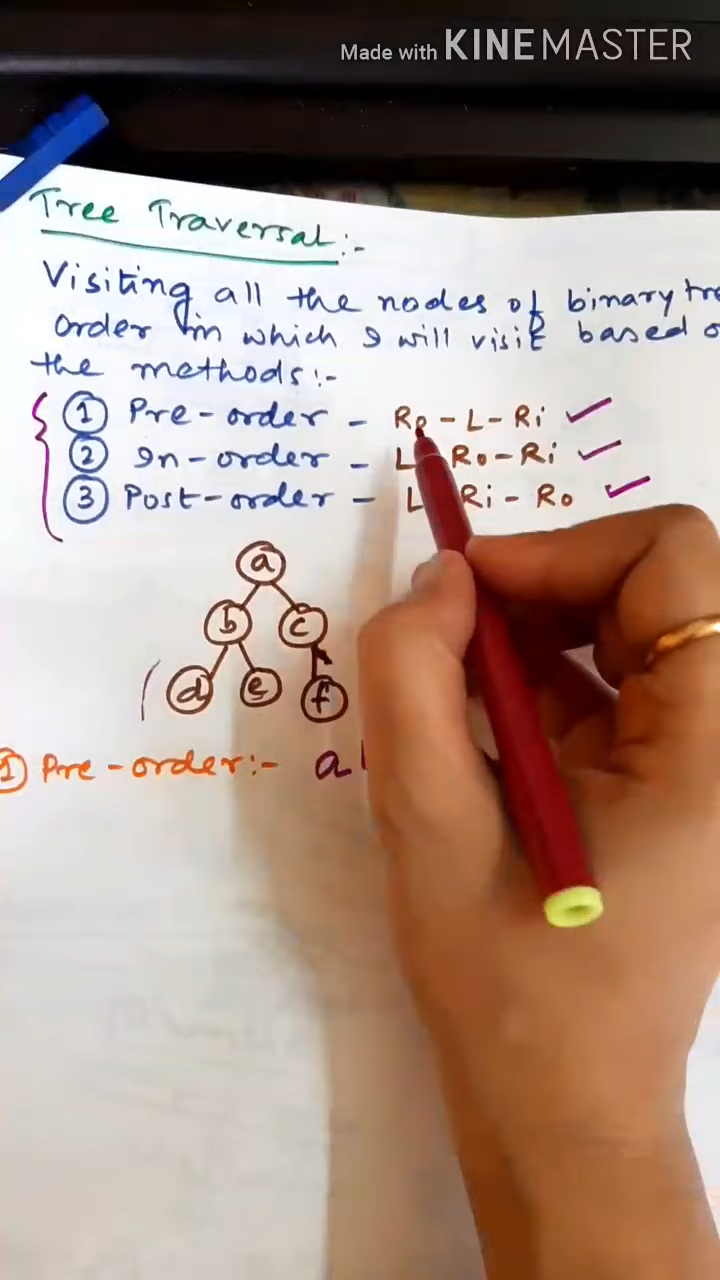 Made with KINEMASTER
Tree Traversal:-
Visiting all the nodes of binary
order in which I will visit based
the methods:-
① Pre-order - Ro-L-Ri ✓
② In-order - L Ro-Ri ✓
③ Post-order - L Ri-Ro ✓
a
b c
d e f
① Pre-order:- a